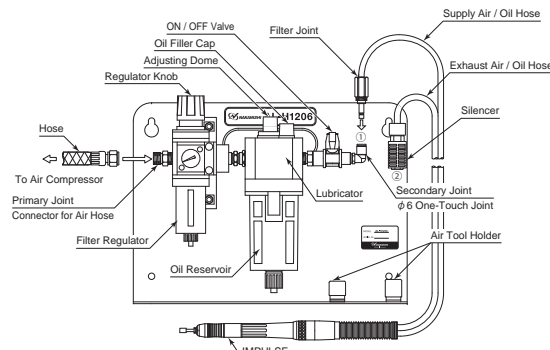 Supply Air / Oil Hose
ON / OFF Valve
Filter Joint
Oil Filler Cap
Exhaust Air / Oil Hose
Adjusting Dome
Regulator Knob
Silencer
Hose
①
②
To Air Compressor
Lubricator
Secondary Joint
ϕ6 One-Touch Joint
Primary Joint
Connector for Air Hose
Air Tool Holder
Filter Regulator
Oil Reservoir
IMPULSE